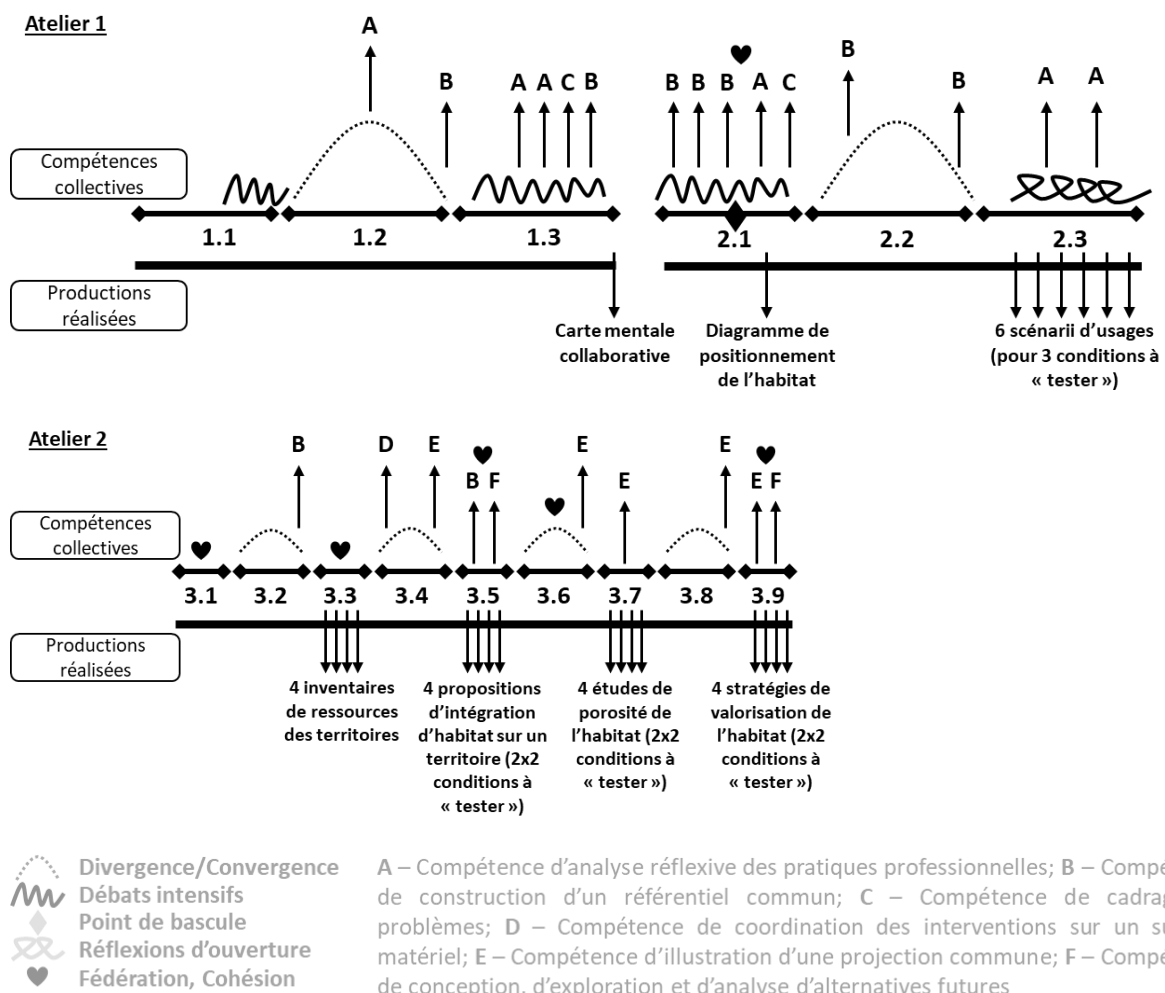 Atelier 1
A
B
A A C B
B B B A C
B
B
A A
Compétences
collectives
1.1 1.2 1.3 2.1 2.2 2.3
Productions
réalisées
Carte mentale
collaborative
Diagramme de
positionnement
de l’habitat
6 scénarii d’usages
(pour 3 conditions à
« tester »)
Atelier 2
B D E B F E E E E F
Compétences
collectives
3.1 3.2 3.3 3.4 3.5 3.6 3.7 3.8 3.9
Productions
réalisées
4 inventaires
de ressources
des territoires
4 propositions
d’intégration
d’habitat sur un
territoire (2x2
conditions à
« tester »)
4 études de
porosité de
l’habitat (2x2
conditions à
« tester »)
4 stratégies de
valorisation de
l’habitat (2x2
conditions à
« tester »)
Divergence/Convergence
Débats intensifs
Point de bascule
Réflexions d’ouverture
Fédération, Cohésion
A – Compétence d’analyse réflexive des pratiques professionnelles; B – Compé
de construction d’un référentiel commun; C – Compétence de cadrag
problèmes; D – Compétence de coordination des interventions sur un su
matériel; E – Compétence d’illustration d’une projection commune; F – Compé
de conception, d’exploration et d’analyse d’alternatives futures